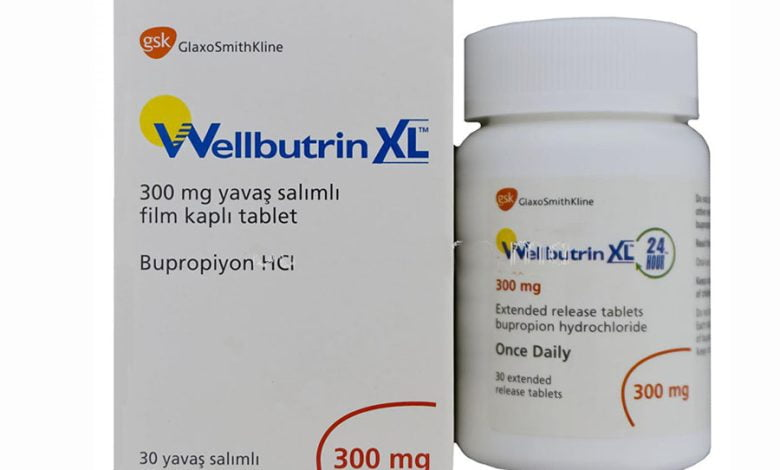 gsk GlaxoSmithKline
Wellbutrin XL™
300 mg yavaş salımlı
film kaplı tablet
Bupropiyon HCl
30 yavaş salımlı
300 mg
gsk GlaxoSmithKline
Wellbutrin XL 24 HOUR
300 mg
Extended release tablets
bupropion hydrochloride
Once Daily
30 extended
release tablets
300 mg